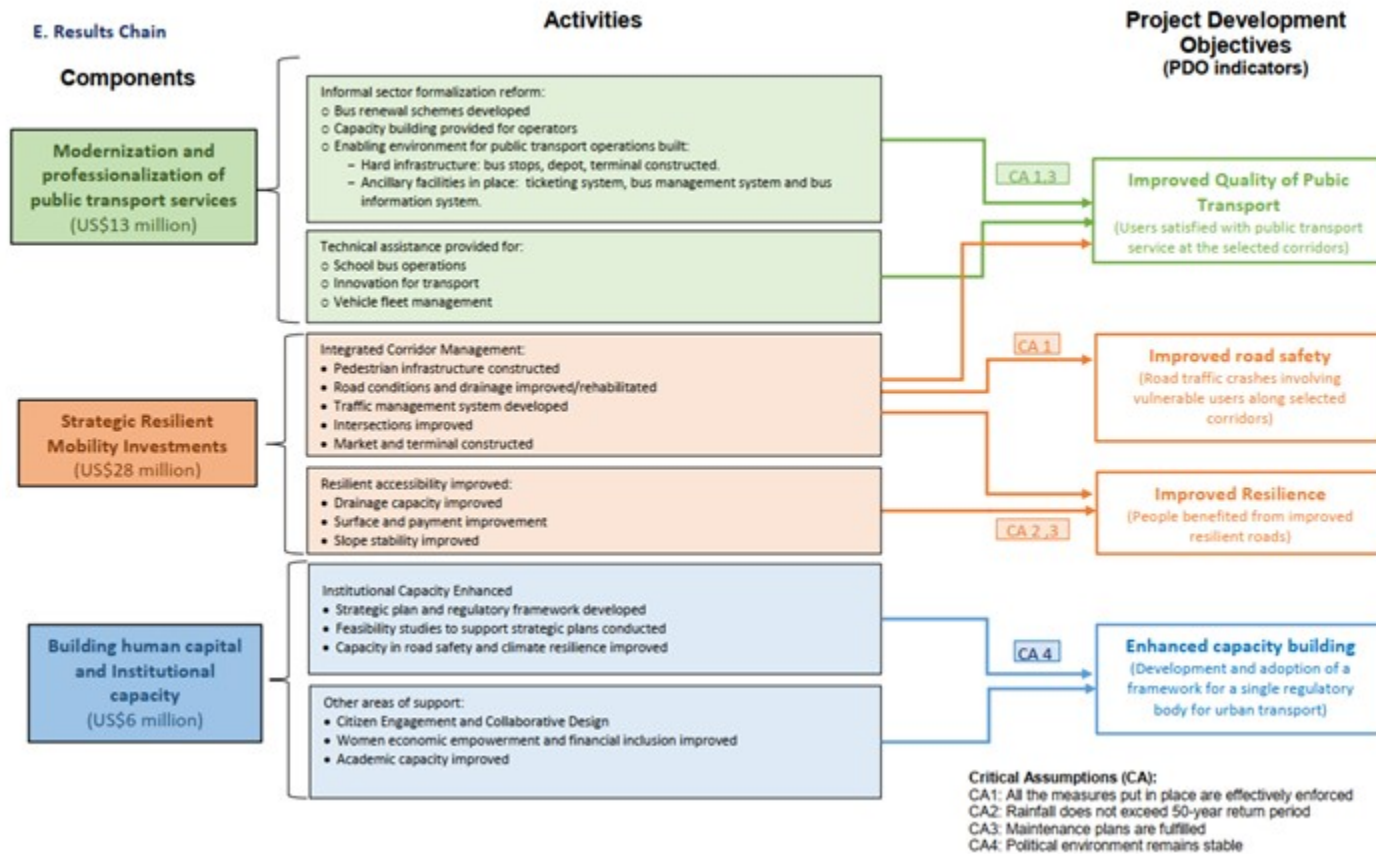 E. Results Chain
Components
Activities
Project Development
Objectives
(PDO indicators)
Modernization and
professionalization of
public transport services
(US$13 million)
Informal sector formalization reform:
○ Bus renewal schemes developed
○ Capacity building provided for operators
○ Enabling environment for public transport operations built:
– Hard infrastructure: bus stops, depot, terminal constructed.
– Ancillary facilities in place: ticketing system, bus management system and bus
information system.
Technical assistance provided for:
○ School bus operations
○ Innovation for transport
○ Vehicle fleet management
CA 1,3
Improved Quality of Pubic
Transport
(Users satisfied with public transport
service at the selected corridors)
Strategic Resilient
Mobility Investments
(US$28 million)
Integrated Corridor Management:
• Pedestrian infrastructure constructed
• Road conditions and drainage improved/rehabilitated
• Traffic management system developed
• Intersections improved
• Market and terminal constructed
Resilient accessibility improved:
• Drainage capacity improved
• Surface and payment improvement
• Slope stability improved
CA 1
Improved road safety
(Road traffic crashes involving
vulnerable users along selected
corridors)
CA 2 ,3
Improved Resilience
(People benefited from improved
resilient roads)
Building human capital
and Institutional
capacity
(US$6 million)
Institutional Capacity Enhanced
• Strategic plan and regulatory framework developed
• Feasibility studies to support strategic plans conducted
• Capacity in road safety and climate resilience improved
Other areas of support:
• Citizen Engagement and Collaborative Design
• Women economic empowerment and financial inclusion improved
• Academic capacity improved
CA 4
Enhanced capacity building
(Development and adoption of a
framework for a single regulatory
body for urban transport)
Critical Assumptions (CA):
CA1: All the measures put in place are effectively enforced
CA2: Rainfall does not exceed 50-year return period
CA3: Maintenance plans are fulfilled
CA4: Political environment remains stable